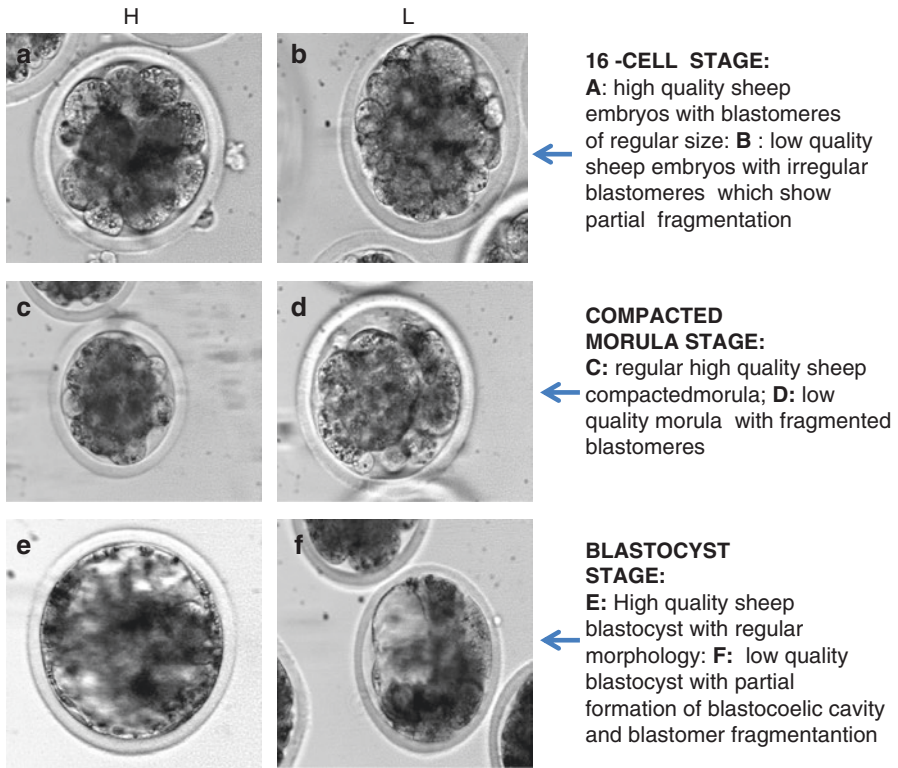 H L
a b
16 -CELL STAGE:
A: high quality sheep
embryos with blastomeres
of regular size: B : low quality
sheep embryos with irregular
blastomeres which show
partial fragmentation
c d
COMPACTED
MORULA STAGE:
C: regular high quality sheep
compactedmorula; D: low
quality morula with fragmented
blastomeres
e f
BLASTOCYST
STAGE:
E: High quality sheep
blastocyst with regular
morphology: F: low quality
blastocyst with partial
formation of blastocoelic cavity
and blastomer fragmentantion